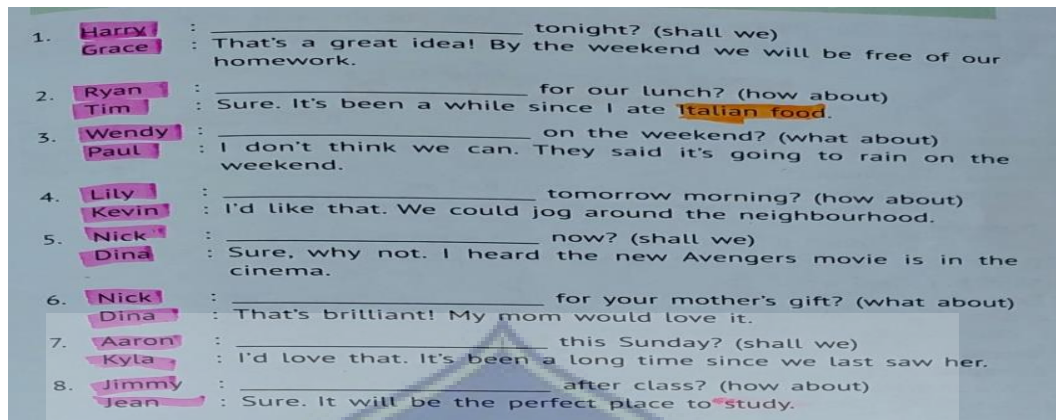 1. Harry : ____________________ tonight? (shall we)
Grace : That's a great idea! By the weekend we will be free of our
homework.
2. Ryan : ____________________ for our lunch? (how about)
Tim : Sure. It's been a while since I ate Italian food.
3. Wendy : ____________________ on the weekend? (what about)
Paul : I don't think we can. They said it's going to rain on the
weekend.
4. Lily : ____________________ tomorrow morning? (how about)
Kevin : I'd like that. We could jog around the neighbourhood.
5. Nick : ____________________ now? (shall we)
Dina : Sure, why not. I heard the new Avengers movie is in the
cinema.
6. Nick : ____________________ for your mother's gift? (what about)
Dina : That's brilliant! My mom would love it.
7. Aaron : ____________________ this Sunday? (shall we)
Kyla : I'd love that. It's been a long time since we last saw her.
8. Jimmy : ____________________ after class? (how about)
Jean : Sure. It will be the perfect place to study.